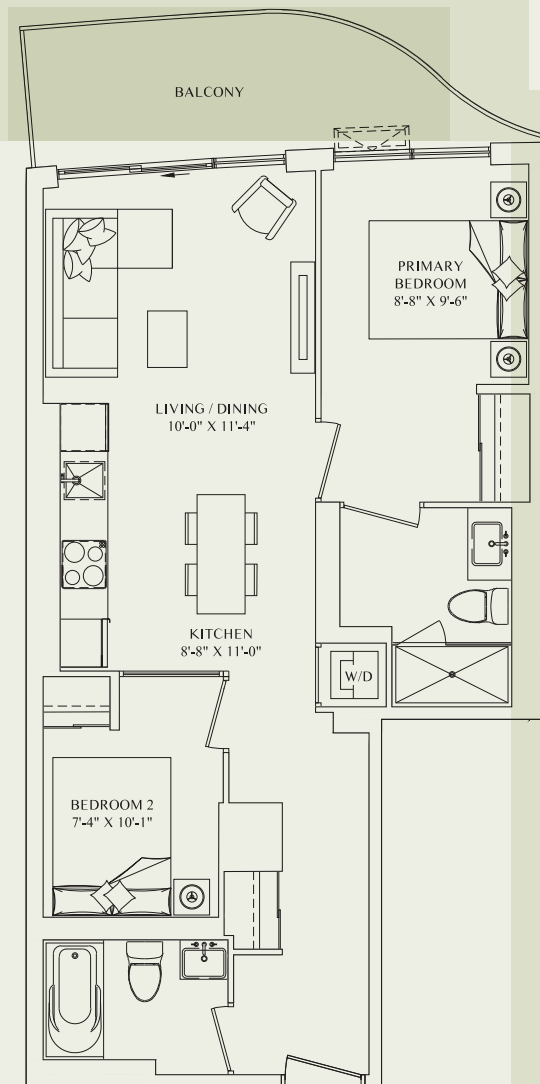 BALCONY
PRIMARY
BEDROOM
8'-8" X 9'-6"
LIVING / DINING
10'-0" X 11'-4"
KITCHEN
8'-8" X 11'-0"
W/D
BEDROOM 2
7'-4" X 10'-1"